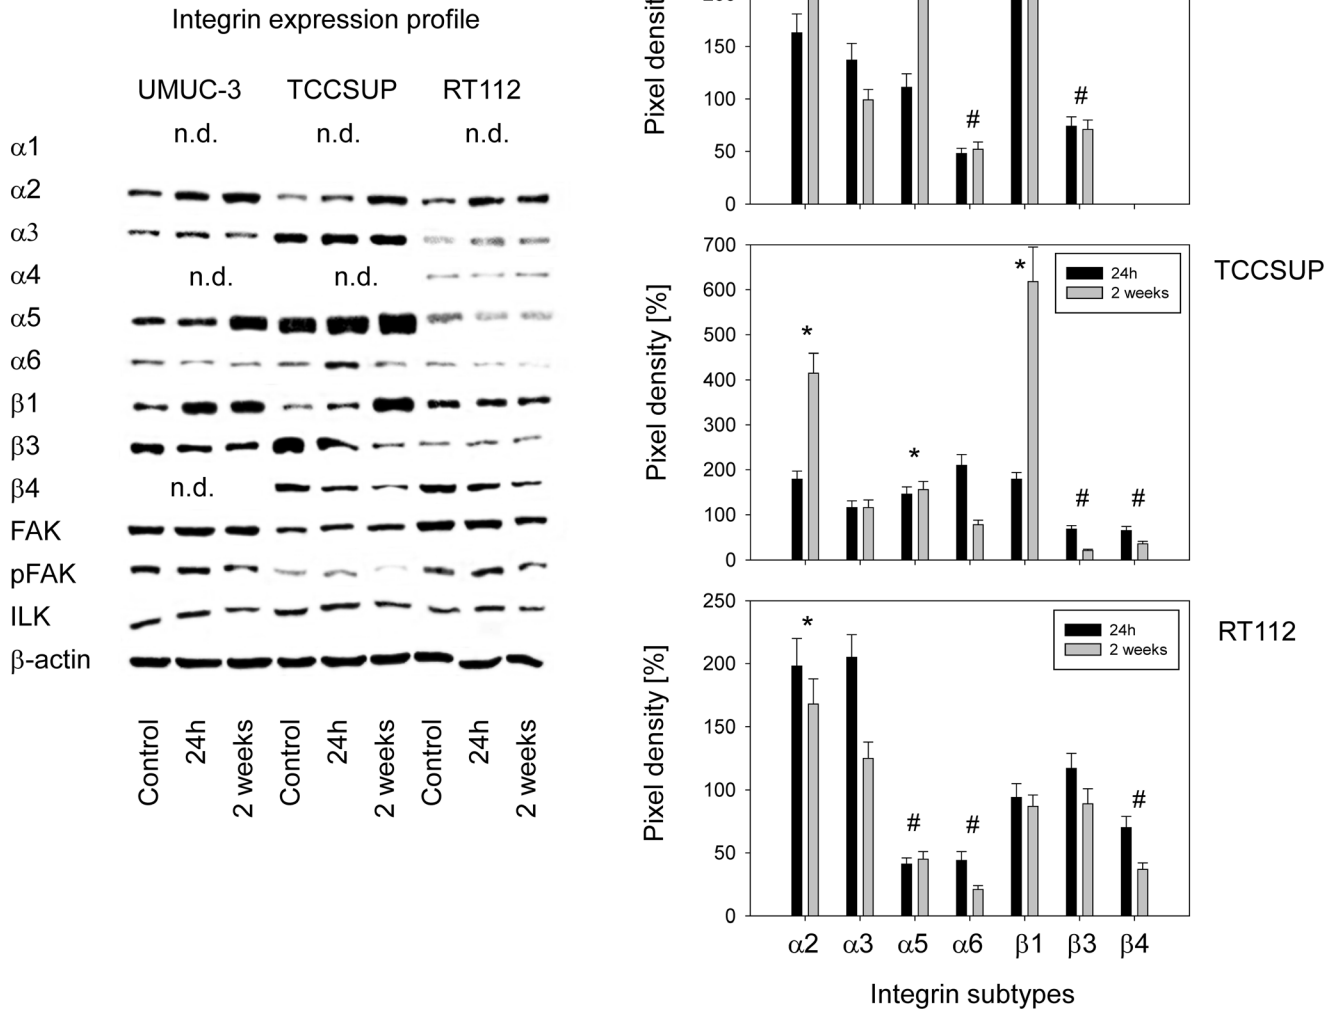 Integrin expression profile
UMUC-3 TCCSUP RT112
α1 n.d. n.d. n.d.
α2
α3
α4 n.d. n.d.
α5
α6
β1
β3
β4 n.d.
FAK
pFAK
ILK
β-actin
Control 24h 2 weeks Control 24h 2 weeks Control 24h 2 weeks
150
100
50
0
# #
TCCSUP
Pixel density [%]
700
600
500
400
300
200
100
0
* * * # #
24h
2 weeks
RT112
Pixel density [%]
250
200
150
100
50
0
* # # #
24h
2 weeks
α2 α3 α5 α6 β1 β3 β4
Integrin subtypes